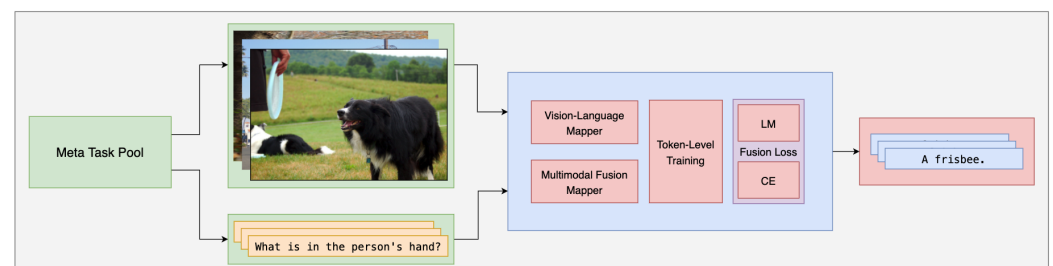 Meta Task Pool
What is in the person's hand?
Vision-Language
Mapper
Multimodal Fusion
Mapper
Token-Level
Training
LM
Fusion Loss
CE
A frisbee.